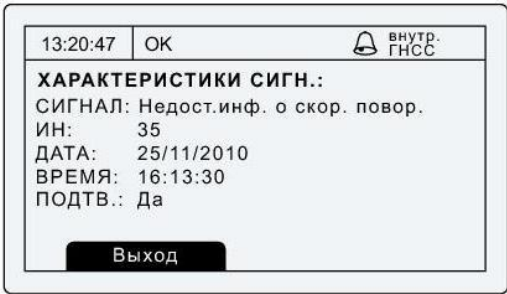 13:20:47 OK внутр. ГНСС
ХАРАКТЕРИСТИКИ СИГН.:
СИГНАЛ: Недост.инф. о скор. повор.
ИН: 35
ДАТА: 25/11/2010
ВРЕМЯ: 16:13:30
ПОДТВ.: Да
Выход